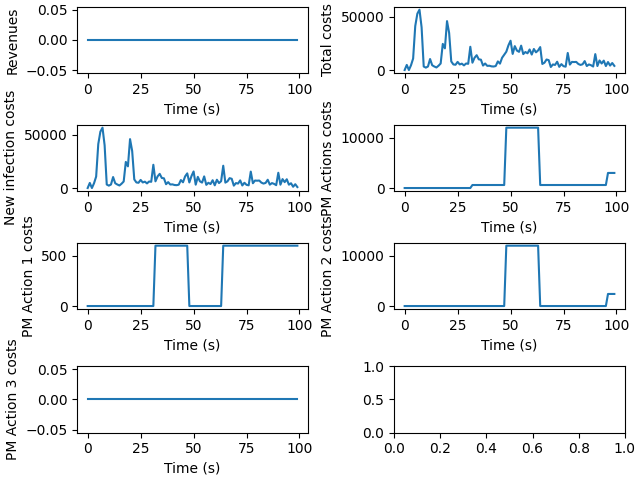 Revenues
0.05
0.00
−0.05
0 25 50 75 100
Time (s)
Total costs
50000
0
0 25 50 75 100
Time (s)
New infection costs
50000
0
0 25 50 75 100
Time (s)
PM Actions costs
10000
0
0 25 50 75 100
Time (s)
PM Action 1 costs
500
0
0 25 50 75 100
Time (s)
PM Action 2 costs
10000
0
0 25 50 75 100
Time (s)
PM Action 3 costs
0.05
0.00
−0.05
0 25 50 75 100
Time (s)
1.0
0.5
0.0
0.0 0.2 0.4 0.6 0.8 1.0